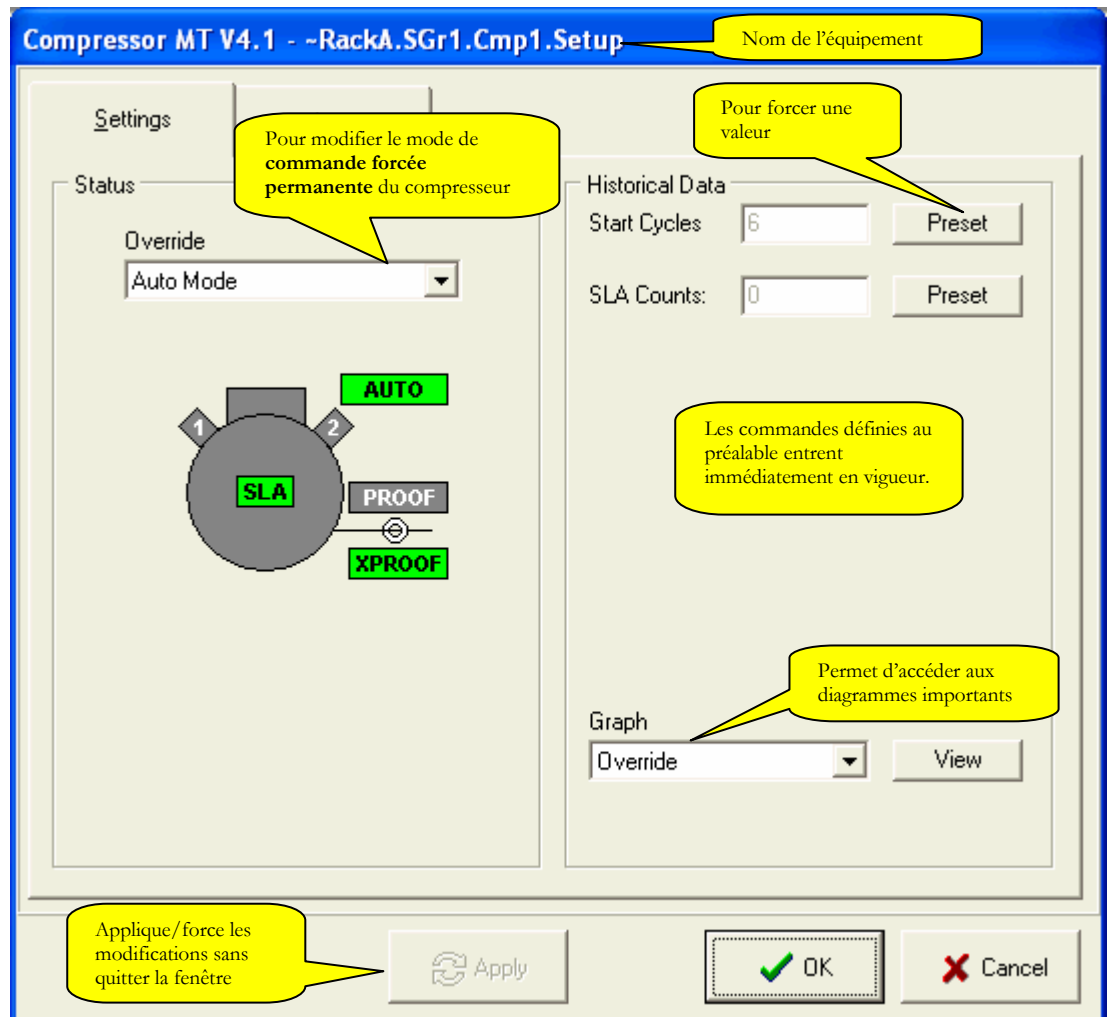 Compressor MT V4.1 - ~RackA.SGr1.Cmp1.Setup
Nom de l'équipement
Settings
Pour modifier le mode de
commande forcée
permanente du compresseur
Pour forcer une
valeur
Status
Override
Auto Mode
AUTO
1
2
SLA
PROOF
XPROOF
Historical Data
Start Cycles
6
Preset
SLA Counts:
0
Preset
Les commandes définies au
préalable entrent
immédiatement en vigueur.
Permet d'accéder aux
diagrammes importants
Graph
Override
View
Applique/force les
modifications sans
quitter la fenêtre
Apply
OK
Cancel